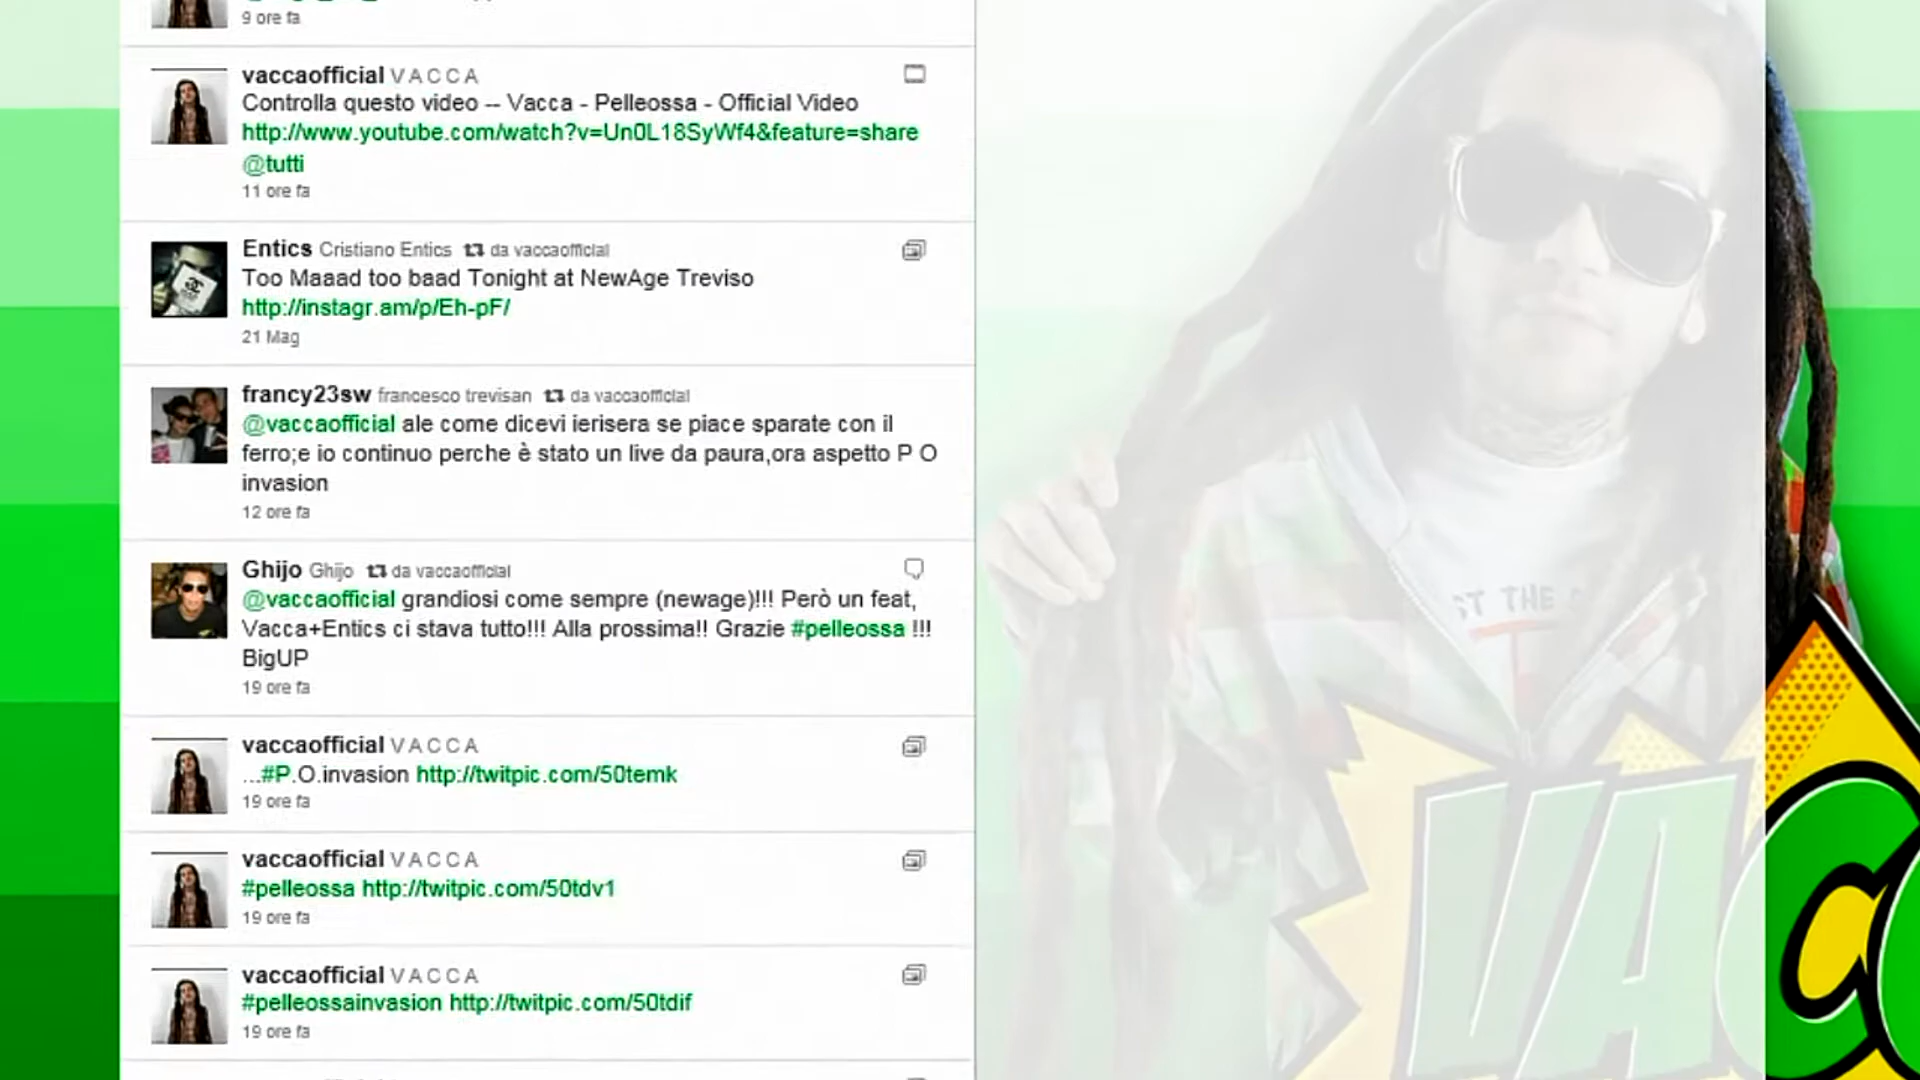 9 ore fa
vaccaofficial V A C C A
Controlla questo video -- Vacca - Pelleossa - Official Video
http://www.youtube.com/watch?v=Un0L18SyWf4&feature=share
@tutti
11 ore fa
Entics Cristiano Entics da vaccaofficial
Too Maaad too baad Tonight at NewAge Treviso
http://instagr.am/p/Eh-pF/
21 Mag
francy23sw francesco trevisan da vaccaofficial
@vaccaofficial ale come dicevi ierisera se piace sparate con il
ferro;e io continuo perche è stato un live da paura,ora aspetto P O
invasion
12 ore fa
Ghijo Ghijo da vaccaofficial
@vaccaofficial grandiosi come sempre (newage)!!! Però un feat,
Vacca+Entics ci stava tutto!!! Alla prossima!! Grazie #pelleossa !!!
BigUP
19 ore fa
vaccaofficial V A C C A
...#P.O.invasion http://twitpic.com/50temk
19 ore fa
vaccaofficial V A C C A
#pelleossa http://twitpic.com/50tdv1
19 ore fa
vaccaofficial V A C C A
#pelleossainvasion http://twitpic.com/50tdif
19 ore fa
THE
VAC